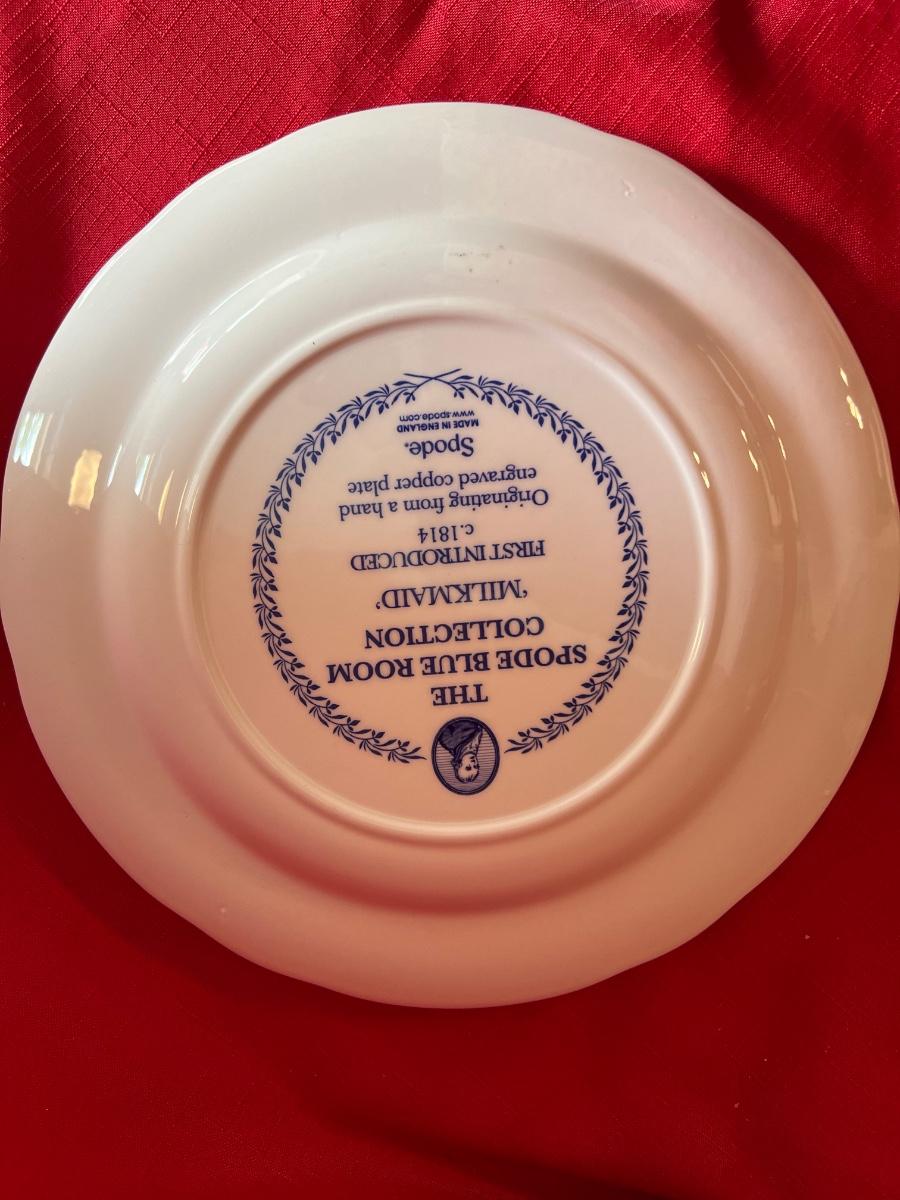 THE
SPODE BLUE ROOM
COLLECTION
'MILKMAID'
FIRST INTRODUCED
c.1814
Originating from a hand
engraved copper plate
Spode.
MADE IN ENGLAND
www.spode.com